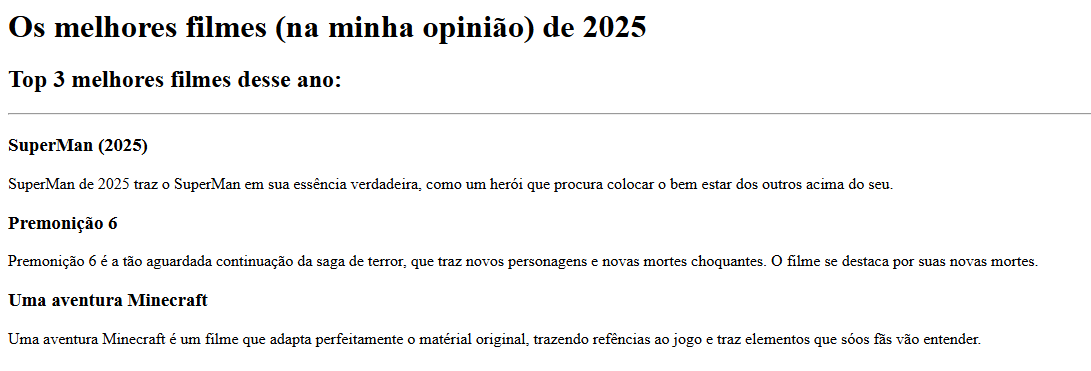 Os melhores filmes (na minha opinião) de 2025
Top 3 melhores filmes desse ano:
SuperMan (2025)
SuperMan de 2025 traz o SuperMan em sua essência verdadeira, como um herói que procura colocar o bem estar dos outros acima do seu.
Premonição 6
Premonição 6 é a tão aguardada continuação da saga de terror, que traz novos personagens e novas mortes choquantes. O filme se destaca por suas novas mortes.
Uma aventura Minecraft
Uma aventura Minecraft é um filme que adapta perfeitamente o matérial original, trazendo refências ao jogo e traz elementos que sóos fãs vão entender.